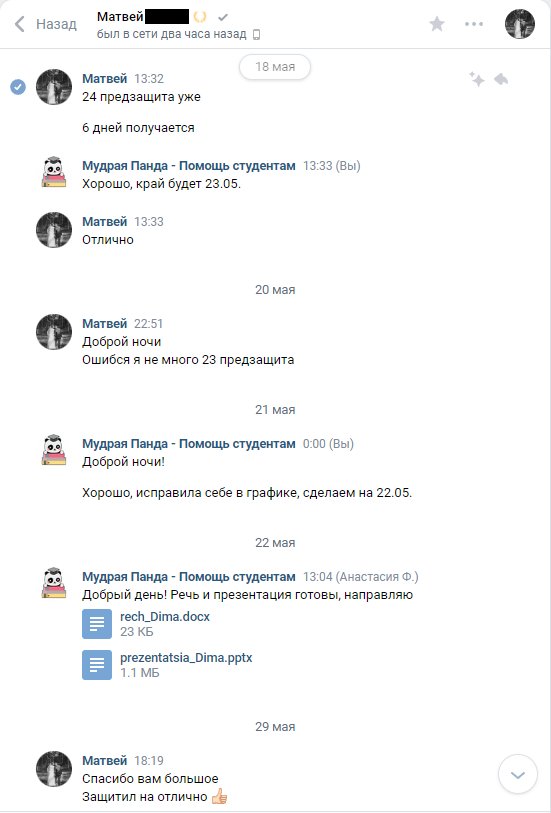 Назад
Матвей
был в сети два часа назад
18 мая
Матвей 13:32
24 предзащита уже
6 дней получается
Мудрая Панда - Помощь студентам 13:33 (Вы)
Хорошо, край будет 23.05.
Матвей 13:33
Отлично
20 мая
Матвей 22:51
Доброй ночи
Ошибся я не много 23 предзащита
21 мая
Мудрая Панда - Помощь студентам 0:00 (Вы)
Доброй ночи!
Хорошо, исправила себе в графике, сделаем на 22.05.
22 мая
Мудрая Панда - Помощь студентам 13:04 (Анастасия Ф.)
Добрый день! Речь и презентация готовы, направляю
rech_Dima.docx
23 КБ
prezentatsia_Dima.pptx
1.1 МБ
29 мая
Матвей 18:19
Спасибо вам большое
Защитил на отлично 👍🏼